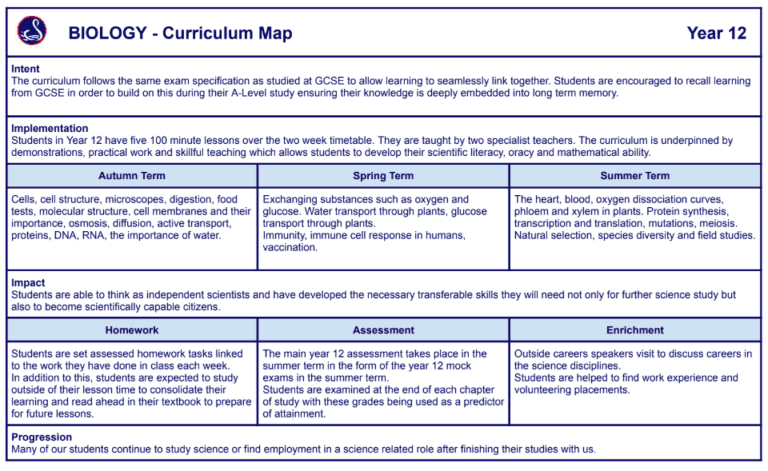 BIOLOGY - Curriculum Map
Year 12
Intent
The curriculum follows the same exam specification as studied at GCSE to allow learning to seamlessly link together. Students are encouraged to recall learning
from GCSE in order to build on this during their A-Level study ensuring their knowledge is deeply embedded into long term memory.
Implementation
Students in Year 12 have five 100 minute lessons over the two week timetable. They are taught by two specialist teachers. The curriculum is underpinned by
demonstrations, practical work and skillful teaching which allows students to develop their scientific literacy, oracy and mathematical ability.
Autumn Term
Cells, cell structure, microscopes, digestion, food
tests, molecular structure, cell membranes and their
importance, osmosis, diffusion, active transport,
proteins, DNA, RNA, the importance of water.
Spring Term
Exchanging substances such as oxygen and
glucose. Water transport through plants, glucose
transport through plants.
Immunity, immune cell response in humans,
vaccination.
Summer Term
The heart, blood, oxygen dissociation curves,
phloem and xylem in plants. Protein synthesis,
transcription and translation, mutations, meiosis.
Natural selection, species diversity and field studies.
Impact
Students are able to think as independent scientists and have developed the necessary transferable skills they will need not only for further science study but
also to become scientifically capable citizens.
Homework
Students are set assessed homework tasks linked
to the work they have done in class each week.
In addition to this, students are expected to study
outside of their lesson time to consolidate their
learning and read ahead in their textbook to prepare
for future lessons.
Assessment
The main year 12 assessment takes place in the
summer term in the form of the year 12 mock
exams in the summer term.
Students are examined at the end of each chapter
of study with these grades being used as a predictor
of attainment.
Enrichment
Outside careers speakers visit to discuss careers in
the science disciplines.
Students are helped to find work experience and
volunteering placements.
Progression
Many of our students continue to study science or find employment in a science related role after finishing their studies with us.